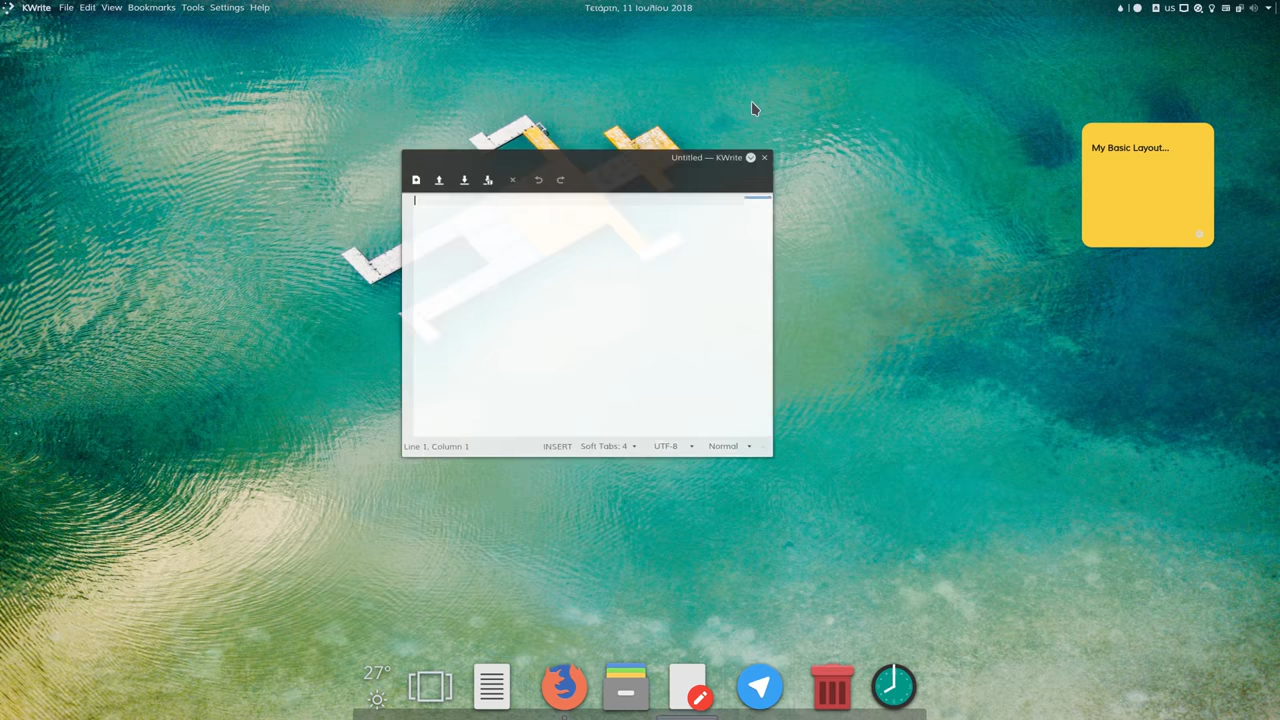 KWrite File Edit View Bookmarks Tools Settings Help
Τετάρτη, 11 Ιουλίου 2018
us
My Basic Layout...
Untitled — KWrite
Line 1, Column 1
INSERT
Soft Tabs: 4
UTF-8
Normal
27°